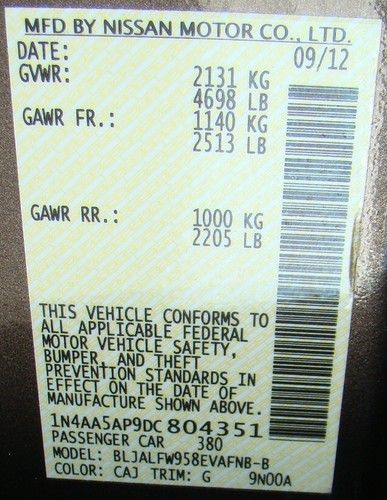 MFD BY NISSAN MOTOR CO., LTD.
DATE: 09/12
GVWR: 2131 KG
4698 LB
GAWR FR.: 1140 KG
2513 LB
GAWR RR.: 1000 KG
2205 LB
THIS VEHICLE CONFORMS TO
ALL APPLICABLE FEDERAL
MOTOR VEHICLE SAFETY,
BUMPER, AND THEFT
PREVENTION STANDARDS IN
EFFECT ON THE DATE OF
MANUFACTURE SHOWN ABOVE.
1N4AA5AP9DC804351
PASSENGER CAR 380
MODEL: BLJALFW958EVAFNB-B
COLOR: CAJ TRIM: G 9N00A